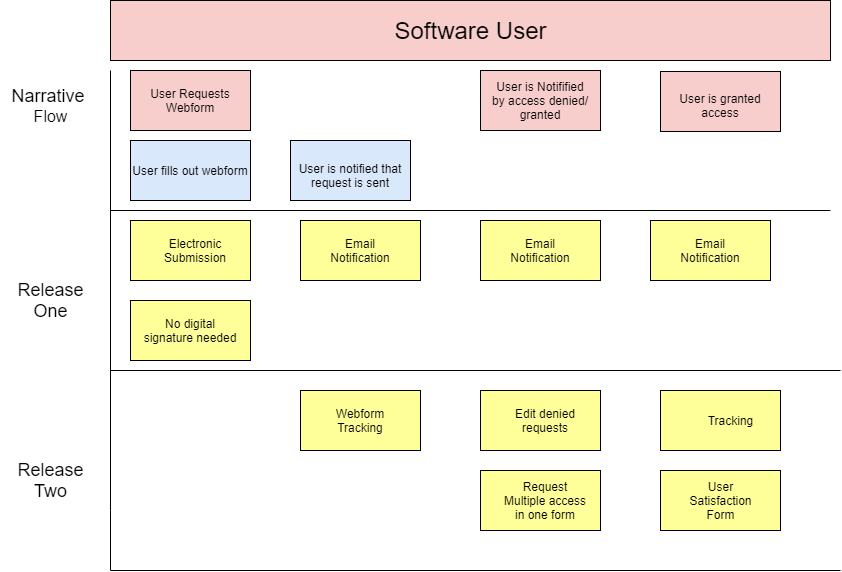 Software User
Narrative
Flow
User Requests
Webform
User is Notifified
by access denied/
granted
User is granted
access
User fills out webform
User is notified that
request is sent
Release
One
Electronic
Submission
Email
Notification
Email
Notification
Email
Notification
No digital
signature needed
Release
Two
Webform
Tracking
Edit denied
requests
Tracking
Request
Multiple access
in one form
User
Satisfaction
Form